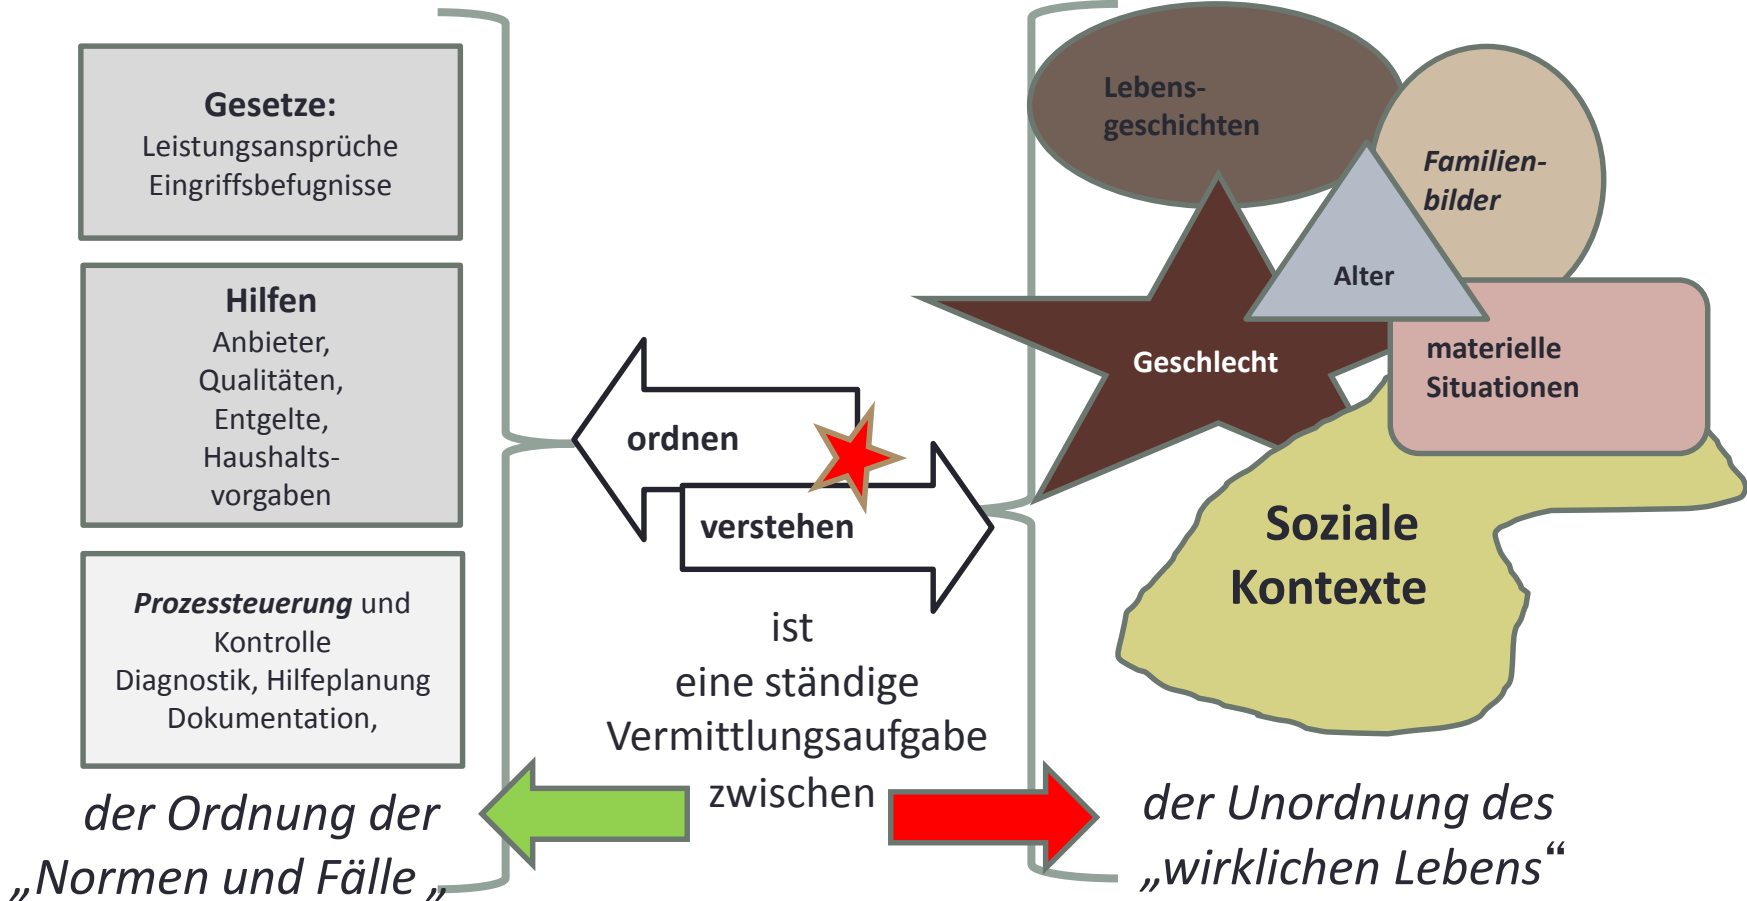 Gesetze:
Leistungsansprüche
Eingriffsbefugnisse
Hilfen
Anbieter,
Qualitäten,
Entgelte,
Haushalts-
vorgaben
Prozessteuerung und
Kontrolle
Diagnostik, Hilfeplanung
Dokumentation,
der Ordnung der
„Normen und Fälle „
ordnen
verstehen
ist
eine ständige
Vermittlungsaufgabe
zwischen
Lebens-
geschichten
Familien-
bilder
Alter
Geschlecht
materielle
Situationen
Soziale
Kontexte
der Unordnung des
„wirklichen Lebens“